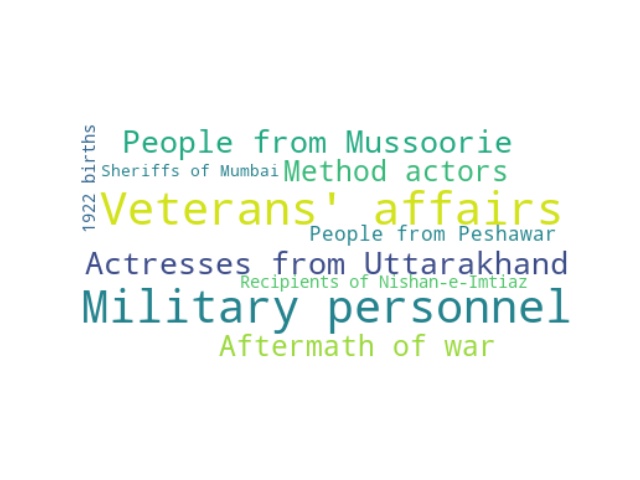 1922 births
People from Mussoorie
Sheriffs of Mumbai
Method actors
Veterans' affairs
People from Peshawar
Actresses from Uttarakhand
Recipients of Nishan-e-Imtiaz
Military personnel
Aftermath of war